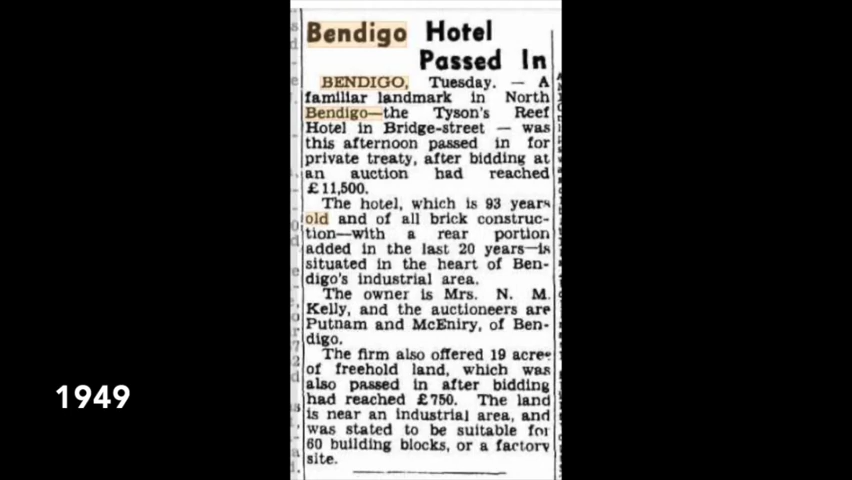 Bendigo Hotel
Passed In
BENDIGO, Tuesday. — A
familiar landmark in North
Bendigo—the Tyson's Reef
Hotel in Bridge-street — was
this afternoon passed in for
private treaty, after bidding at
an auction had reached
£11,500.
The hotel, which is 93 years
old and of all brick construc-
tion—with a rear portion
added in the last 20 years—is
situated in the heart of Ben-
digo's industrial area.
The owner is Mrs. N. M.
Kelly, and the auctioneers are
Putnam and McEniry, of Ben-
digo.
The firm also offered 19 acres
of freehold land, which was
also passed in after bidding
had reached £750. The land
is near an industrial area, and
was stated to be suitable for
60 building blocks, or a factory
site.
1949